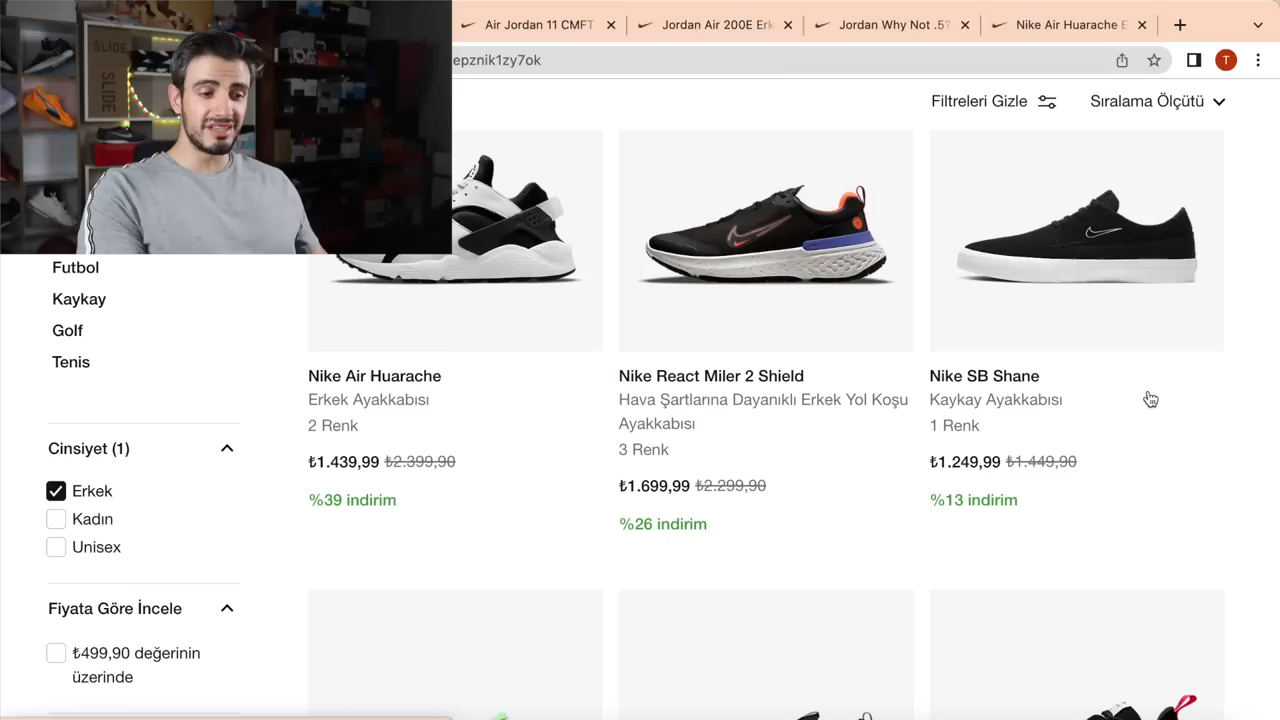 SLIDE
SLIDE
Air Jordan 11 CMFT
Jordan Air 200E Erk
Jordan Why Not .5?
Nike Air Huarache E
epznik1zy7ok
T
Filtreleri Gizle
Sıralama Ölçütü
Futbol
Kaykay
Golf
Tenis
Cinsiyet (1)
Erkek
Kadın
Unisex
Fiyata Göre İncele
₺499,90 değerinin
üzerinde
Nike Air Huarache
Erkek Ayakkabısı
2 Renk
₺1.439,99 ₺2.399,90
%39 indirim
Nike React Miler 2 Shield
Hava Şartlarına Dayanıklı Erkek Yol Koşu
Ayakkabısı
3 Renk
₺1.699,99 ₺2.299,90
%26 indirim
Nike SB Shane
Kaykay Ayakkabısı
1 Renk
₺1.249,99 ₺1.449,90
%13 indirim